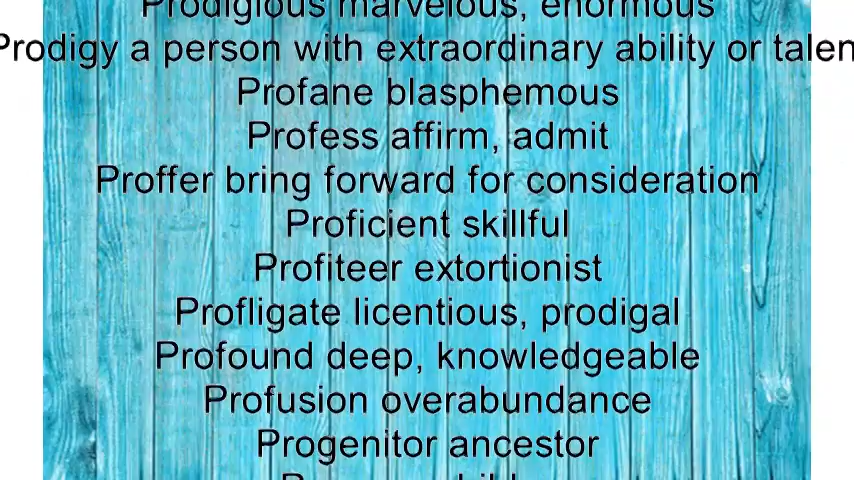 Prodigious marvelous, enormous
Prodigy a person with extraordinary ability or talen
Profane blasphemous
Profess affirm, admit
Proffer bring forward for consideration
Proficient skillful
Profiteer extortionist
Profligate licentious, prodigal
Profound deep, knowledgeable
Profusion overabundance
Progenitor ancestor